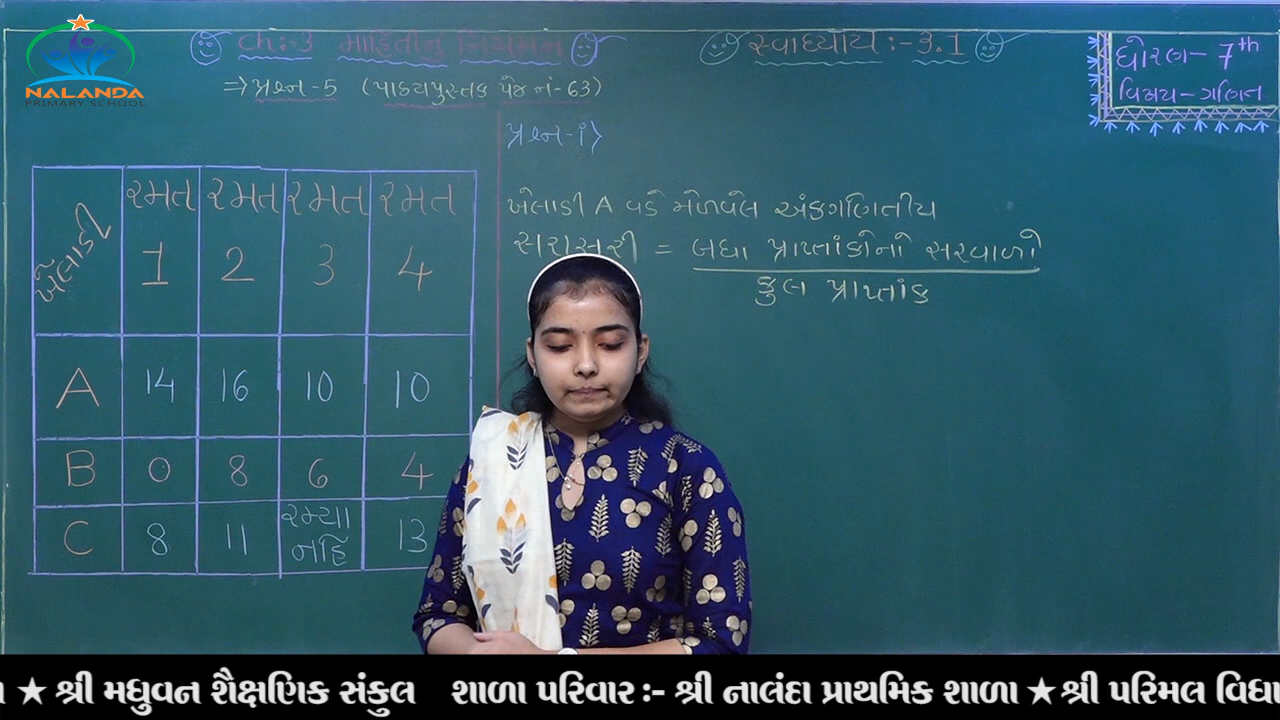 NALANDA
PRIMARY SCHOOL
Ch:-3 માહિતીનું નિયમન
સ્વાધ્યાય :- 3.1
ધોરણ - 7th
વિષય - ગણિત
⇒ પ્રશ્ન - 5 (પાઠ્યપુસ્તક પેજ નં - 63)
પ્રશ્ન - i)
ખેલાડી રમત 1 રમત 2 રમત 3 રમત 4
A 14 16 10 10
B 0 8 6 4
C 8 11 રમ્યા નહિ 13
ખેલાડી A વડે મેળવેલ અંકગણિતીય
સરાસરી = બધા પ્રાપ્તાંકોનો સરવાળો
કુલ પ્રાપ્તાંક
★ શ્રી મધુવન શૈક્ષણિક સંકુલ શાળા પરિવાર :- શ્રી નાલંદા પ્રાથમિક શાળા ★ શ્રી પરિમલ વિદ્યા